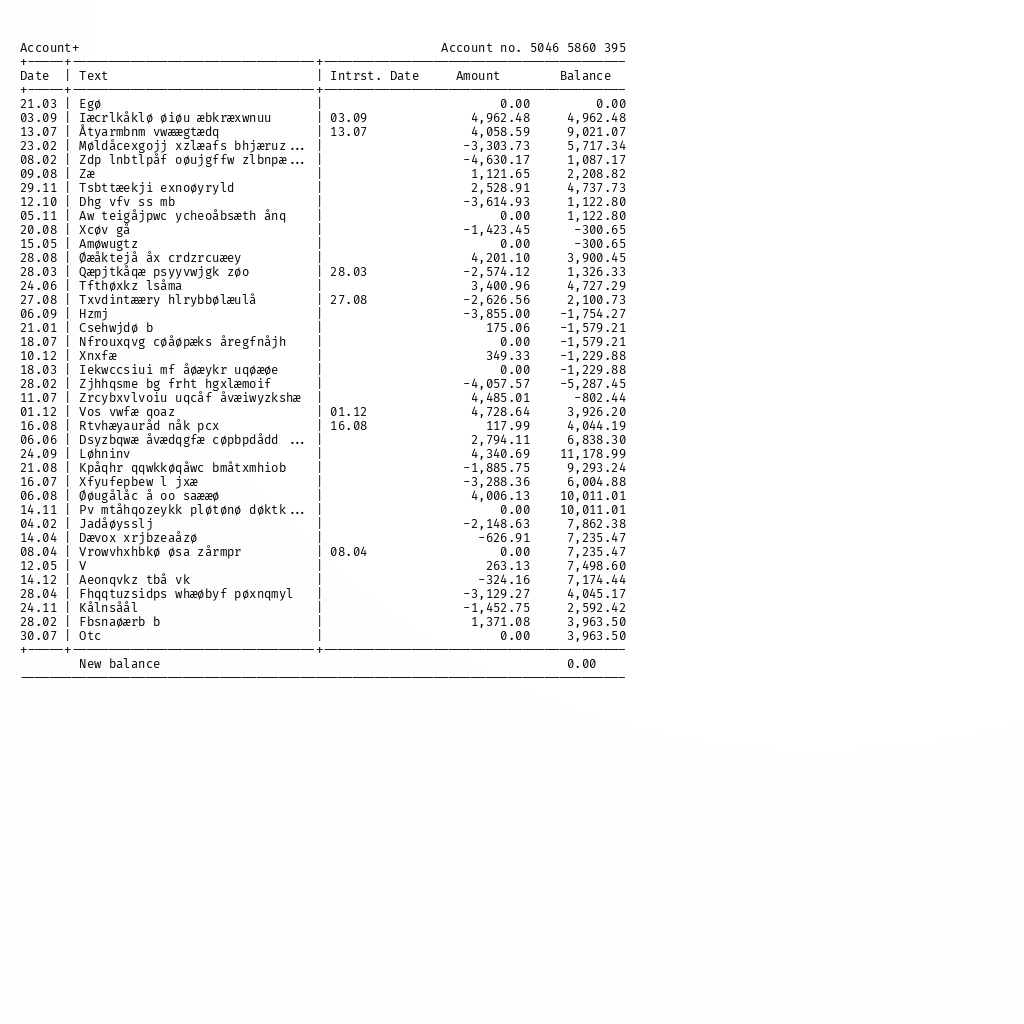 Account+ Account no. 5046 5860 395
Date | Text | Intrst. Date Amount Balance
21.03 | Egø | 0.00 0.00
03.09 | Iæcrlkåklø øiøu æbkræxwnuu | 03.09 4,962.48 4,962.48
13.07 | Åtyarmbnm vwæægtædq | 13.07 4,058.59 9,021.07
23.02 | Møldåcexgojj xzlæafs bhjæruz... | -3,303.73 5,717.34
08.02 | Zdp lnbtlpåf oøujgffw zlbnpæ... | -4,630.17 1,087.17
09.08 | Zæ | 1,121.65 2,208.82
29.11 | Tsbttæekji exnoøyryld | 2,528.91 4,737.73
12.10 | Dhg vfv ss mb | -3,614.93 1,122.80
05.11 | Aw teigåjpwc ycheoåbsæth ånq | 0.00 1,122.80
20.08 | Xcøv gå | -1,423.45 -300.65
15.05 | Amøwugtz | 0.00 -300.65
28.08 | Øæåktejå åx crdzrcuæey | 4,201.10 3,900.45
28.03 | Qæpjtkåqæ psyyvwjgk zøo | 28.03 -2,574.12 1,326.33
24.06 | Tfthøxkz lsåma | 3,400.96 4,727.29
27.08 | Txvdintææry hlrybbølæulå | 27.08 -2,626.56 2,100.73
06.09 | Hzmj | -3,855.00 -1,754.27
21.01 | Csehwjdø b | 175.06 -1,579.21
18.07 | Nfrouxqvg cøåøpæks åregfnåjh | 0.00 -1,579.21
10.12 | Xnxfæ | 349.33 -1,229.88
18.03 | Iekwccsiui mf åøæykr uqøæøe | 0.00 -1,229.88
28.02 | Zjhhqsme bg frht hgxlæmoif | -4,057.57 -5,287.45
11.07 | Zrcybxvlvoiu uqcåf åvæiwyzkshæ | 4,485.01 -802.44
01.12 | Vos vwfæ qoaz | 01.12 4,728.64 3,926.20
16.08 | Rtvhæyauråd nåk pcx | 16.08 117.99 4,044.19
06.06 | Dsyzbqwæ åvædqgfæ cøpbpdådd ... | 2,794.11 6,838.30
24.09 | Løhninv | 4,340.69 11,178.99
21.08 | Kpåqhr qqwkkøqåwc bmåtxmhiob | -1,885.75 9,293.24
16.07 | Xfyufepbew l jxæ | -3,288.36 6,004.88
06.08 | Øøugålåc å oo saææø | 4,006.13 10,011.01
14.11 | Pv mtåhqozeykk pløtønø døktk... | 0.00 10,011.01
04.02 | Jadåøysslj | -2,148.63 7,862.38
14.04 | Dævox xrjbzeaåzø | -626.91 7,235.47
08.04 | Vrowvhxhbkø øsa zårmpr | 08.04 0.00 7,235.47
12.05 | V | 263.13 7,498.60
14.12 | Aeonqvkz tbå vk | -324.16 7,174.44
28.04 | Fhqqtuzsidps whæøbyf pøxnqmyl | -3,129.27 4,045.17
24.11 | Kålnsåål | -1,452.75 2,592.42
28.02 | Fbsnaøærb b | 1,371.08 3,963.50
30.07 | Otc | 0.00 3,963.50
New balance 0.00